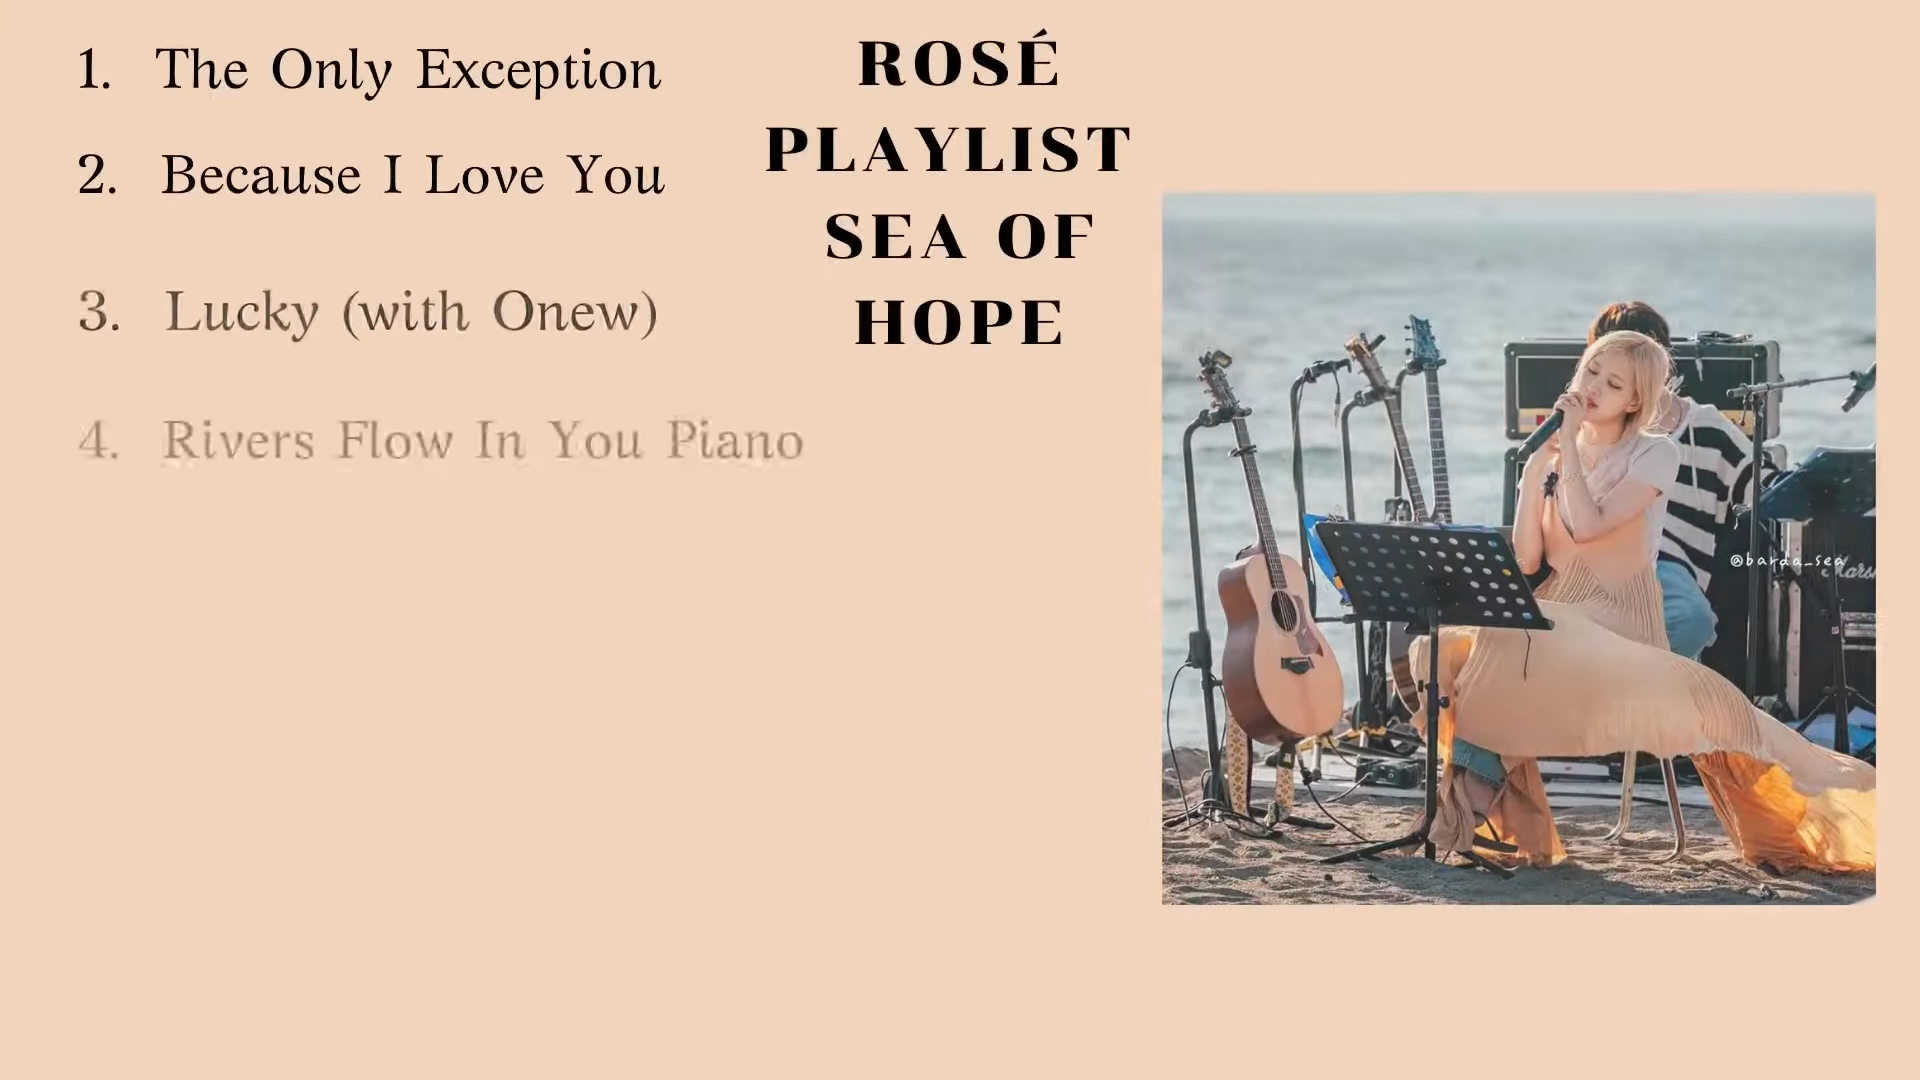 1. The Only Exception
2. Because I Love You
3. Lucky (with Onew)
4. Rivers Flow In You Piano
ROSÉ
PLAYLIST
SEA OF
HOPE
@barda_sea
Marsh